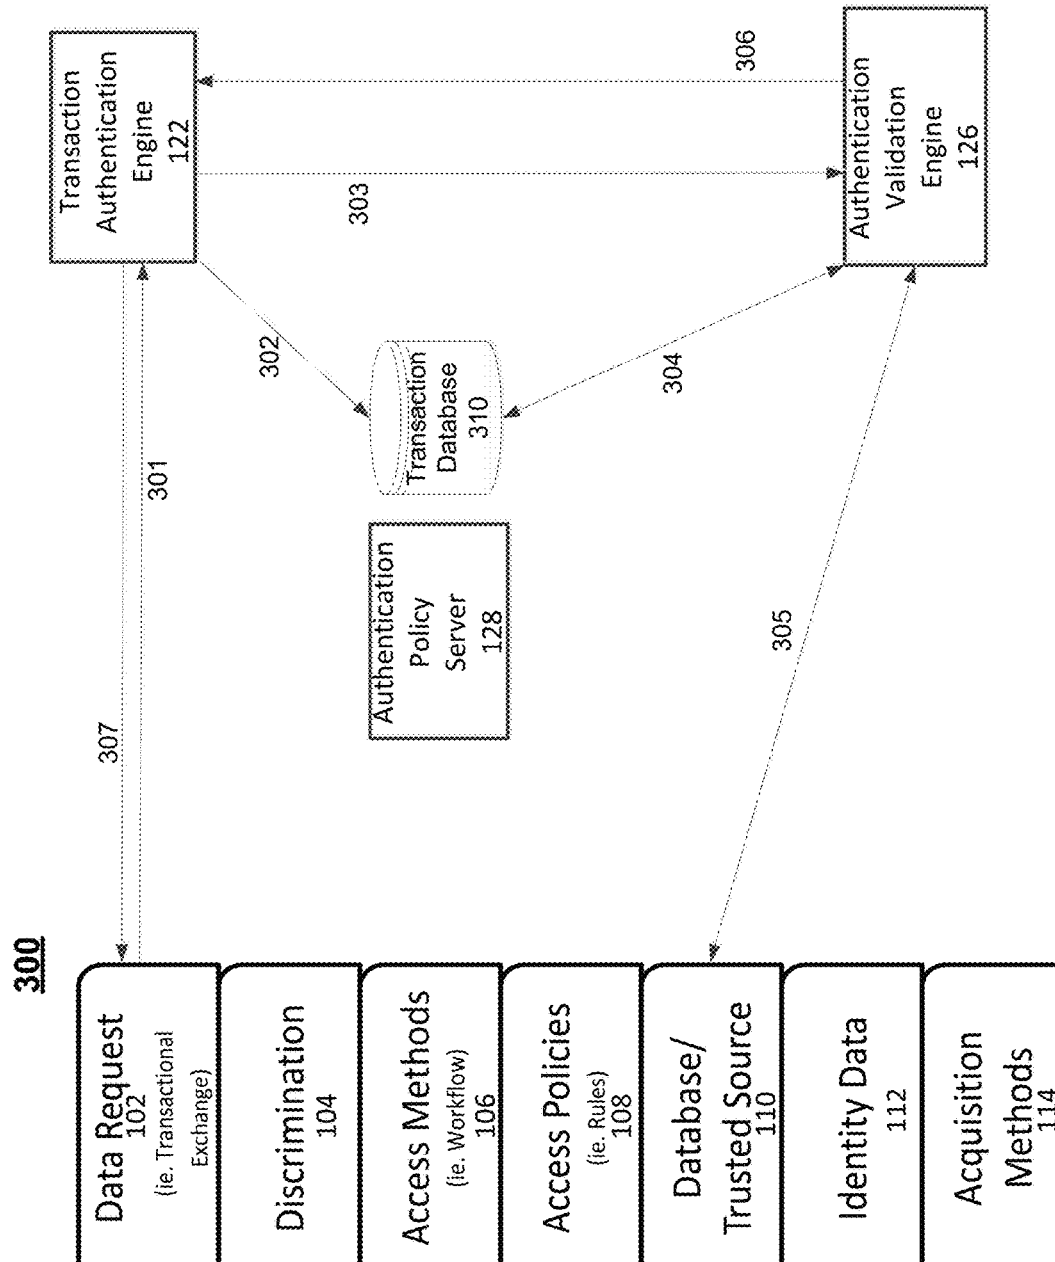 300
Data Request
102
(ie. Transactional
Exchange)
Discrimination
104
Access Methods
(ie. Workflow)
106
Access Policies
(ie. Rules)
108
Database/
Trusted Source
110
Identity Data
112
Acquisition
Methods
114
307
301
Transaction
Authentication
Engine
122
302
Transaction
Database
310
Authentication
Policy
Server
128
303
306
304
305
Authentication
Validation
Engine
126